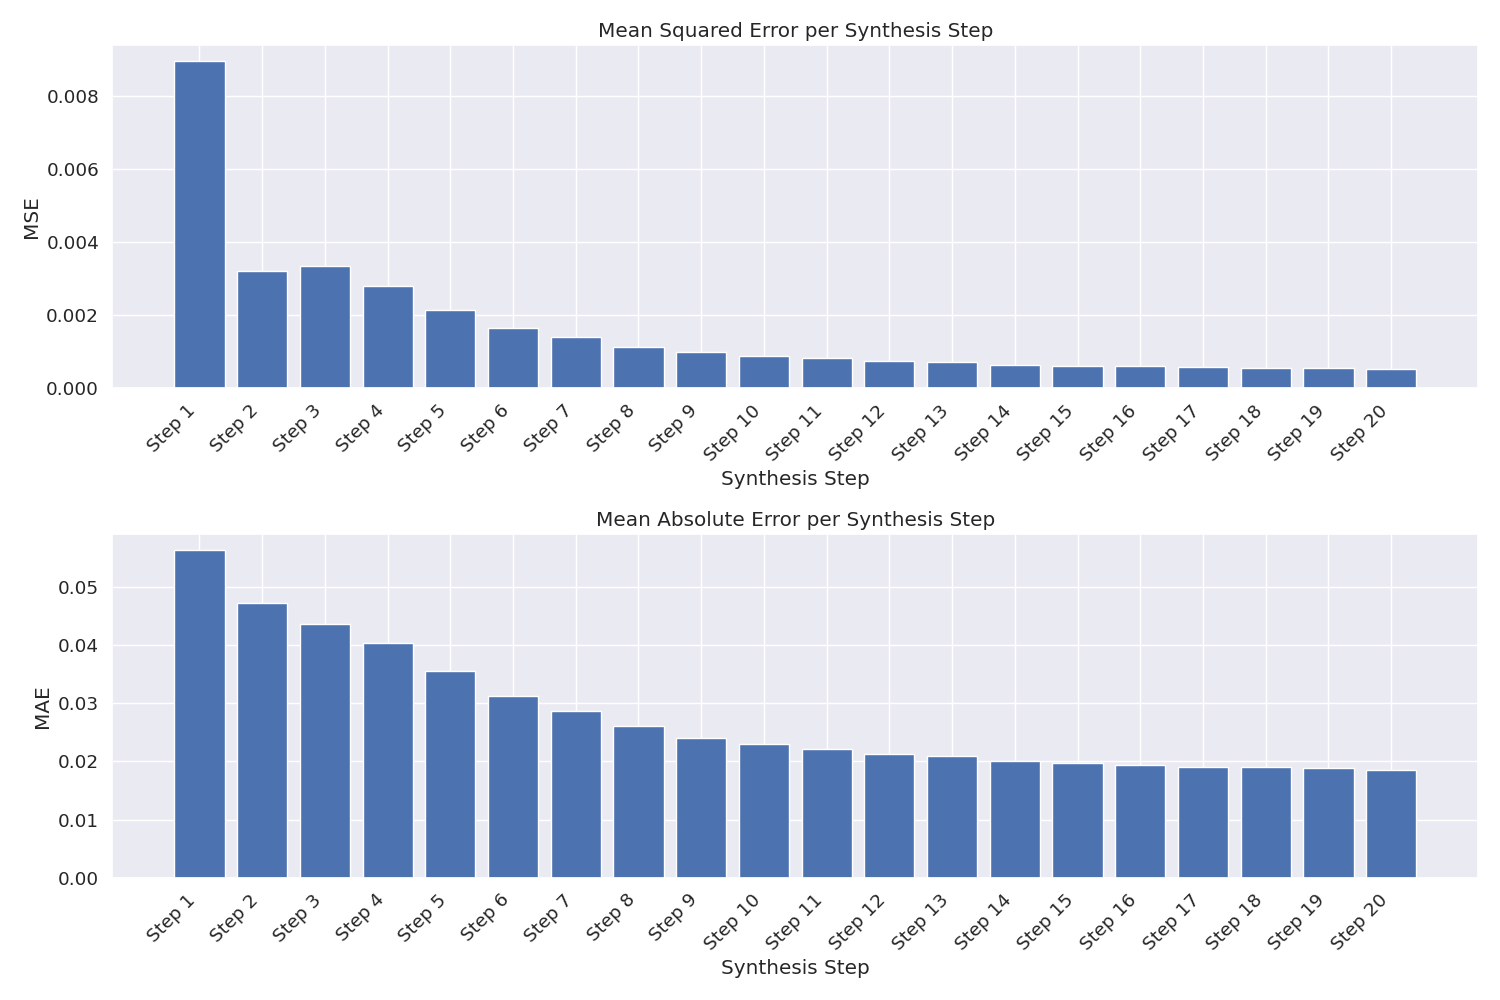 Mean Squared Error per Synthesis Step
MSE
0.008
0.006
0.004
0.002
0.000
Step 1
Step 2
Step 3
Step 4
Step 5
Step 6
Step 7
Step 8
Step 9
Step 10
Step 11
Step 12
Step 13
Step 14
Step 15
Step 16
Step 17
Step 18
Step 19
Step 20
Synthesis Step
Mean Absolute Error per Synthesis Step
MAE
0.05
0.04
0.03
0.02
0.01
0.00
Step 1
Step 2
Step 3
Step 4
Step 5
Step 6
Step 7
Step 8
Step 9
Step 10
Step 11
Step 12
Step 13
Step 14
Step 15
Step 16
Step 17
Step 18
Step 19
Step 20
Synthesis Step